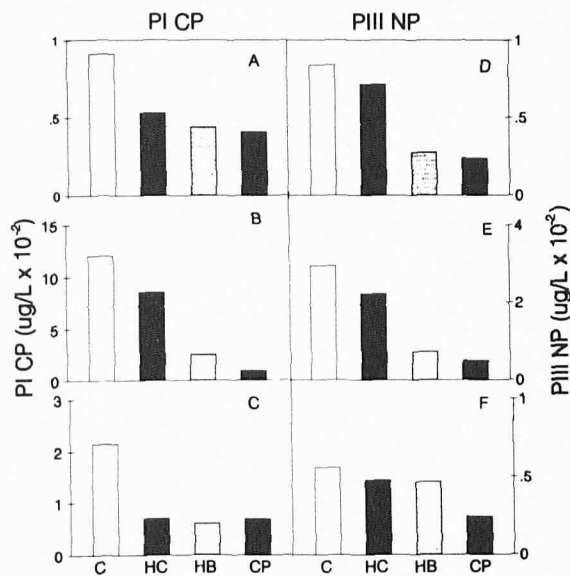 PI CP
PIII NP
1
.5
0
A
D
1
.5
0
15
10
5
0
B
E
4
2
0
3
2
1
0
C
F
1
.5
0
PI CP (ug/L x 10⁻²)
PIII NP (ug/L x 10⁻²)
C HC HB CP
C HC HB CP